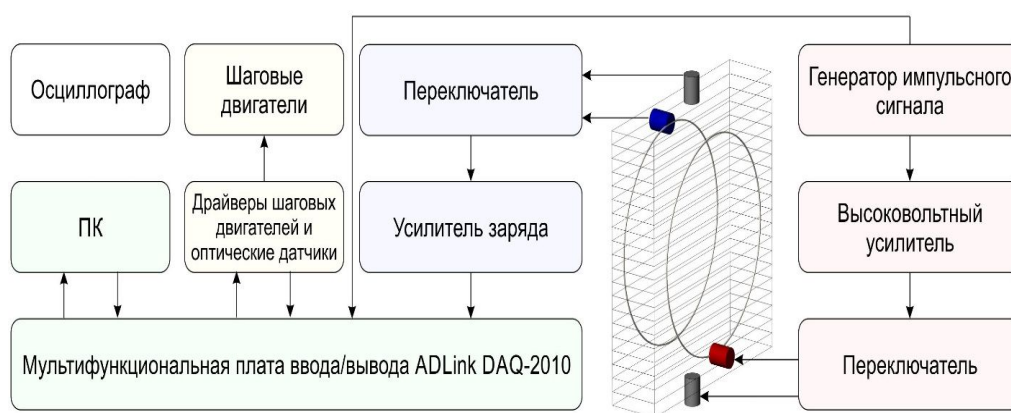 Осциллограф
Шаговые
двигатели
Переключатель
Генератор импульсного
сигнала
ПК
Драйверы шаговых
двигателей и
оптические датчики
Усилитель заряда
Высоковольтный
усилитель
Мультифункциональная плата ввода/вывода ADLink DAQ-2010
Переключатель